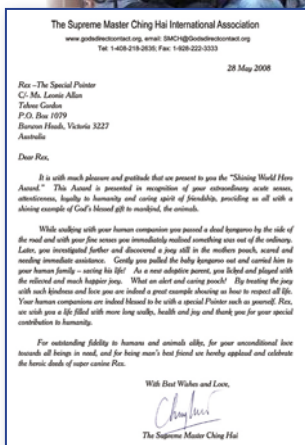 The Supreme Master Ching Hai International Association
www.godsdirectcontact.org, email: SMCH@Godsdirectcontact.org
Tel: 1-408-218-2635; Fax: 1-928-222-3333
28 May 2008
Rex –The Special Pointer
C/- Ms. Leonie Allan
Tehree Gordon
P.O. Box 1079
Barwon Heads, Victoria 3227
Australia
Dear Rex,
It is with much pleasure and gratitude that we present to you the "Shining World Hero
Award." This Award is presented in recognition of your extraordinary acute senses,
attentiveness, loyalty to humanity and caring spirit of friendship, providing us all with a
shining example of God's blessed gift to mankind, the animals.
While walking with your human companion you passed a dead kangaroo by the side of
the road and with your fine senses you immediately realised something was out of the ordinary.
Later, you investigated further and discovered a joey still in the mothers pouch, scared and
needing immediate assistance. Gently you pulled the baby kangaroo out and carried him to
your human family – saving his life! As a next adoptive parent, you licked and played with
the relieved and much happier joey. What an alert and caring pooch! By treating the joey
with such kindness and love you are indeed a great example showing us how to respect all life.
Your human companions are indeed blessed to be with a special Pointer such as yourself. Rex,
we wish you a life filled with more long walks, health and joy and thank you for your special
contribution to humanity.
For outstanding fidelity to humans and animals alike, for your unconditional love
towards all beings in need, and for being man's best friend we hereby applaud and celebrate
the heroic deeds of super canine Rex.
With Best Wishes and Love,
The Supreme Master Ching Hai